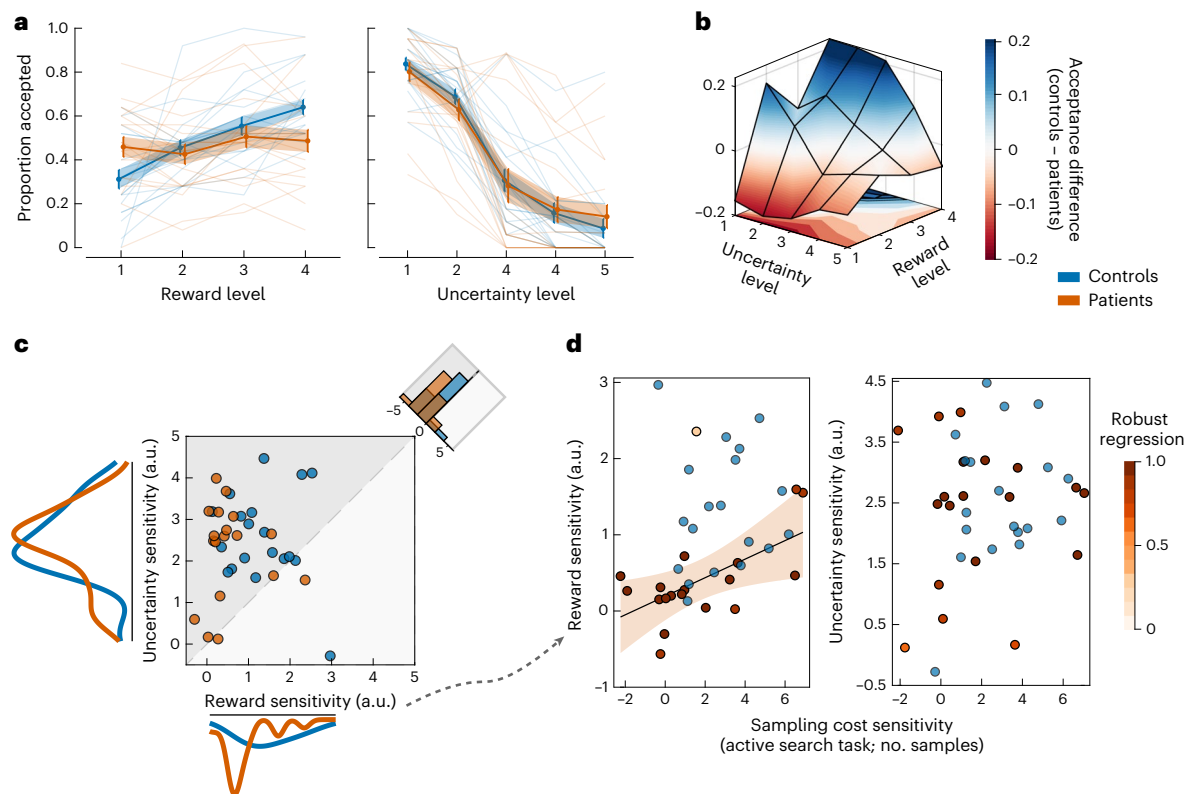 a
1.0
0.8
0.6
0.4
0.2
0
Proportion accepted
1 2 3 4
Reward level
1 2 4 4 5
Uncertainty level
b
0.2
0
−0.2
1 2 3 4 5
Uncertainty level
1 2 3 4
Reward level
0.2
0.1
0
−0.1
−0.2
Acceptance difference
(controls − patients)
Controls
Patients
c
−5
0
5
5
4
3
2
1
0
Uncertainty sensitivity (a.u.)
0 1 2 3 4 5
Reward sensitivity (a.u.)
d
3
2
1
0
−1
Reward sensitivity (a.u.)
−2 0 2 4 6
4.5
3.5
2.5
1.5
0.5
−0.5
Uncertainty sensitivity (a.u.)
−2 0 2 4 6
Sampling cost sensitivity
(active search task; no. samples)
Robust
regression
1.0
0.5
0